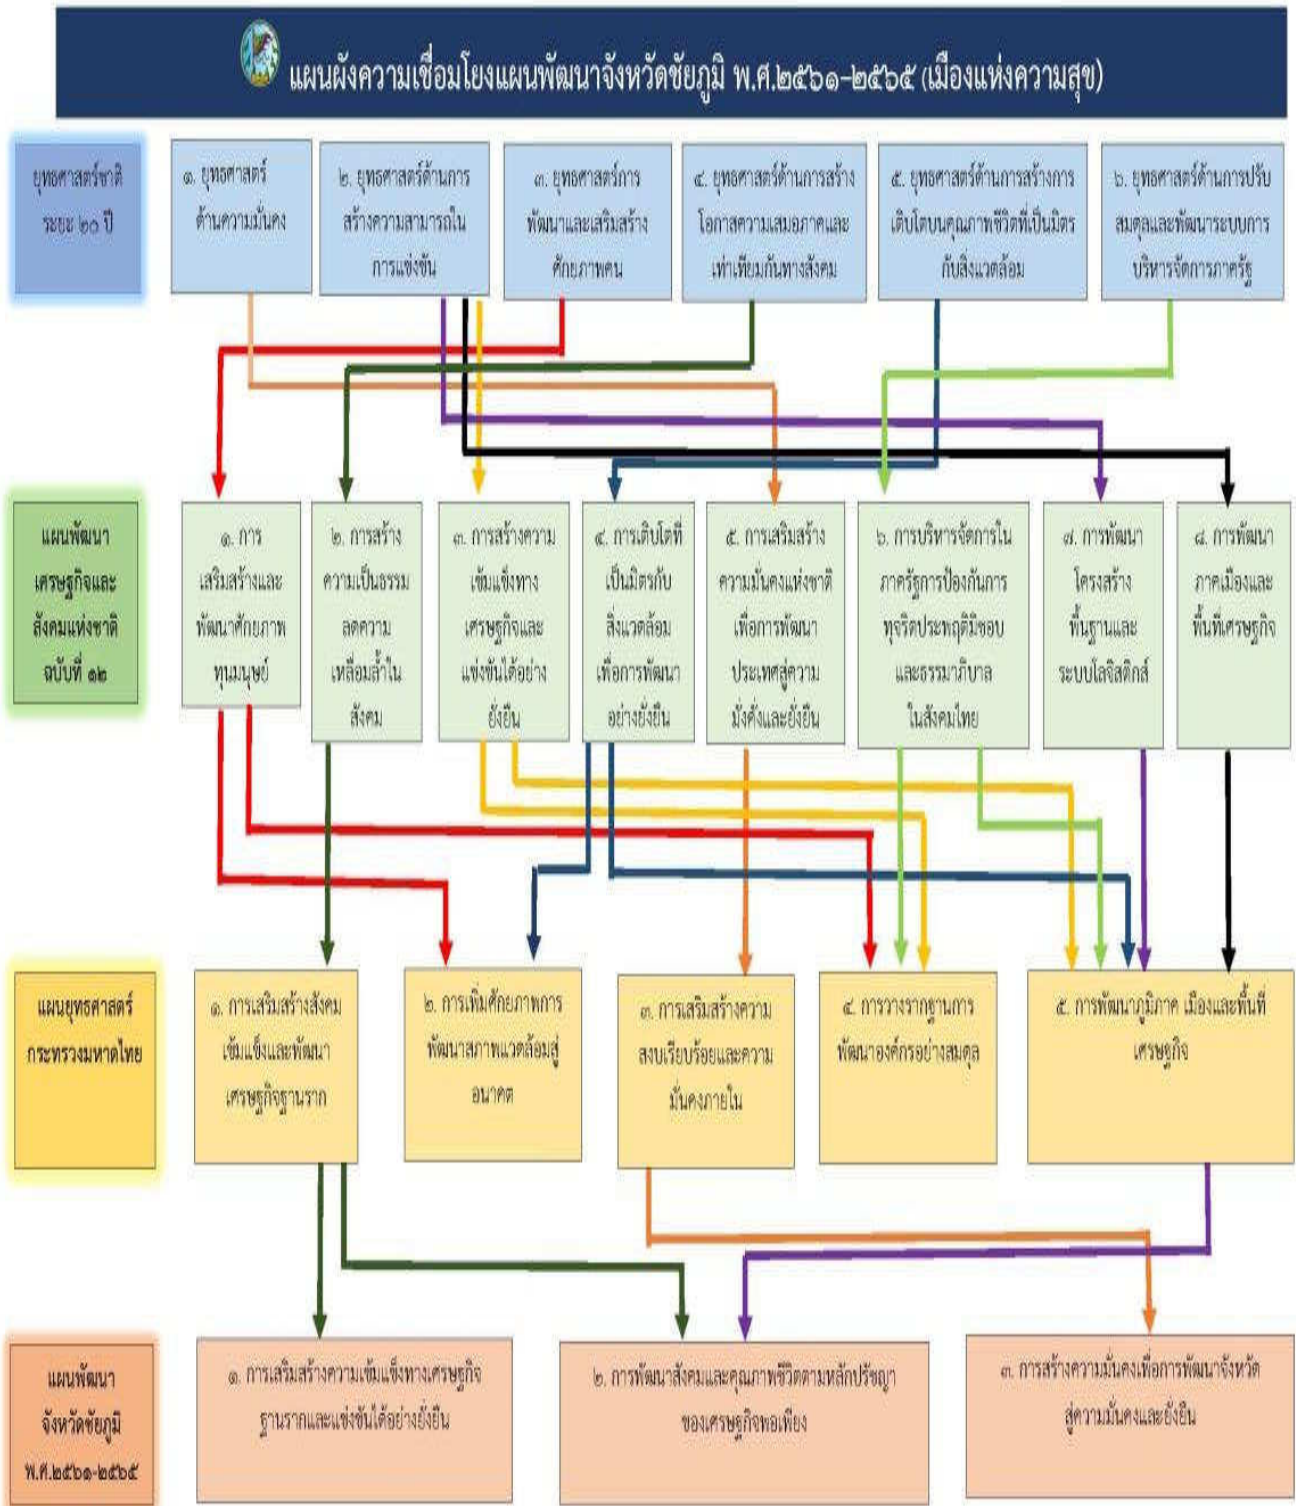 แผนผังความเชื่อมโยงแผนพัฒนาจังหวัดชัยภูมิ พ.ศ.๒๕๖๑-๒๕๖๕ (เมืองแห่งความสุข)
ยุทธศาสตร์ชาติ
ระยะ ๒๐ ปี
๑. ยุทธศาสตร์
ด้านความมั่นคง
๒. ยุทธศาสตร์ด้านการ
สร้างความสามารถใน
การแข่งขัน
๓. ยุทธศาสตร์การ
พัฒนาและเสริมสร้าง
ศักยภาพคน
๔. ยุทธศาสตร์ด้านการสร้าง
โอกาสความเสมอภาคและ
เท่าเทียมกันทางสังคม
๕. ยุทธศาสตร์ด้านการสร้างการ
เติบโตบนคุณภาพชีวิตที่เป็นมิตร
กับสิ่งแวดล้อม
๖. ยุทธศาสตร์ด้านการปรับ
สมดุลและพัฒนาระบบการ
บริหารจัดการภาครัฐ
แผนพัฒนา
เศรษฐกิจและ
สังคมแห่งชาติ
ฉบับที่ ๑๒
๑. การ
เสริมสร้างและ
พัฒนาศักยภาพ
ทุนมนุษย์
๒. การสร้าง
ความเป็นธรรม
ลดความ
เหลื่อมล้ำใน
สังคม
๓. การสร้างความ
เข้มแข็งทาง
เศรษฐกิจและ
แข่งขันได้อย่าง
ยั่งยืน
๔. การเติบโตที่
เป็นมิตรกับ
สิ่งแวดล้อม
เพื่อการพัฒนา
อย่างยั่งยืน
๕. การเสริมสร้าง
ความมั่นคงแห่งชาติ
เพื่อการพัฒนา
ประเทศสู่ความ
มั่งคั่งและยั่งยืน
๖. การบริหารจัดการใน
ภาครัฐการป้องกันการ
ทุจริตประพฤติมิชอบ
และธรรมาภิบาล
ในสังคมไทย
๗. การพัฒนา
โครงสร้าง
พื้นฐานและ
ระบบโลจิสติกส์
๘. การพัฒนา
ภาคเมืองและ
พื้นที่เศรษฐกิจ
แผนยุทธศาสตร์
กระทรวงมหาดไทย
๑. การเสริมสร้างสังคม
เข้มแข็งและพัฒนา
เศรษฐกิจฐานราก
๒. การเพิ่มศักยภาพการ
พัฒนาสภาพแวดล้อมสู่
อนาคต
๓. การเสริมสร้างความ
สงบเรียบร้อยและความ
มั่นคงภายใน
๔. การวางรากฐานการ
พัฒนาองค์กรอย่างสมดุล
๕. การพัฒนาภูมิภาค เมืองและพื้นที่
เศรษฐกิจ
แผนพัฒนา
จังหวัดชัยภูมิ
พ.ศ.๒๕๖๑-๒๕๖๕
๑. การเสริมสร้างความเข้มแข็งทางเศรษฐกิจ
ฐานรากและแข่งขันได้อย่างยั่งยืน
๒. การพัฒนาสังคมและคุณภาพชีวิตตามหลักปรัชญา
ของเศรษฐกิจพอเพียง
๓. การสร้างความมั่นคงเพื่อการพัฒนาจังหวัด
สู่ความมั่นคงและยั่งยืน